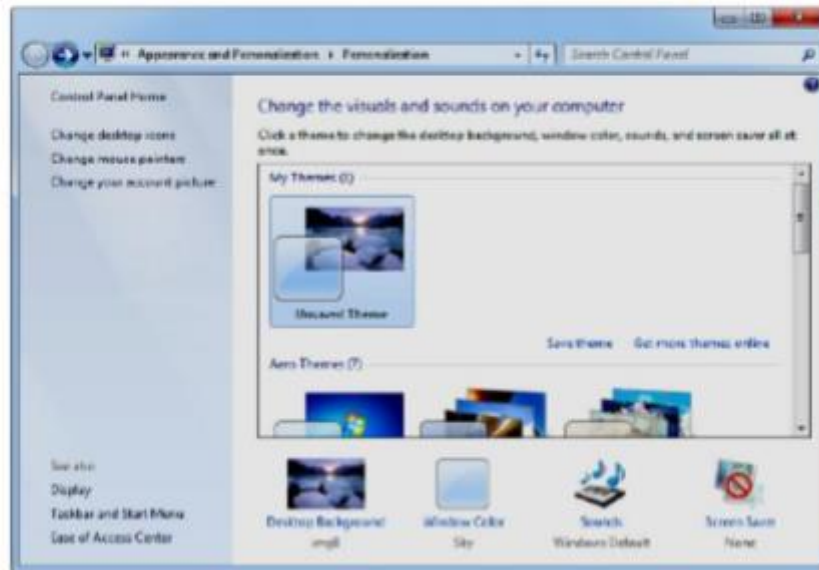 « Appearance and Personalization ▸ Personalization
Search Control Panel
Control Panel Home
Change desktop icons
Change mouse pointers
Change your account picture
Change the visuals and sounds on your computer
Click a theme to change the desktop background, window color, sounds, and screen saver all at
once.
My Themes (1)
Unsaved Theme
Save theme Get more themes online
Aero Themes (7)
See also
Display
Taskbar and Start Menu
Ease of Access Center
Desktop Background
Window Color
Sky
Sounds
Windows Default
Screen Saver
None